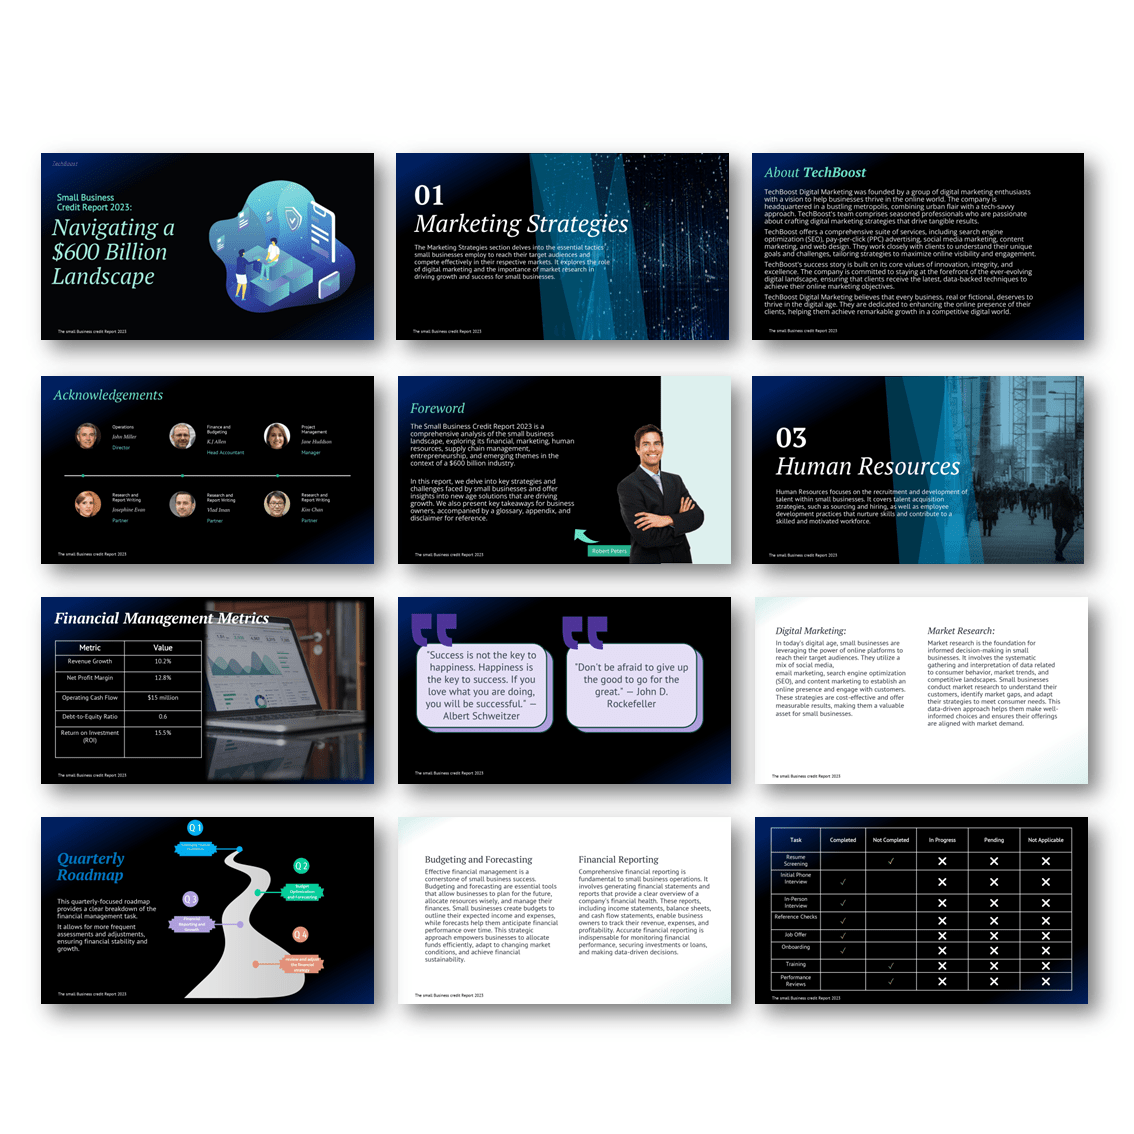 TechBoost
Small Business
Credit Report 2023:
Navigating a
$600 Billion
Landscape
The small Business credit Report 2023
01
Marketing Strategies
The Marketing Strategies section delves into the essential tactics
small businesses employ to reach their target audiences and
compete effectively in their respective markets. It explores the role
of digital marketing and the importance of market research in
driving growth and success for small businesses.
The small Business credit Report 2023
About TechBoost
TechBoost Digital Marketing was founded by a group of digital marketing enthusiasts
with a vision to help businesses thrive in the online world. The company is
headquartered in a bustling metropolis, combining urban flair with a tech-savvy
approach. TechBoost's team comprises seasoned professionals who are passionate
about crafting digital marketing strategies that drive tangible results.
TechBoost offers a comprehensive suite of services, including search engine
optimization (SEO), pay-per-click (PPC) advertising, social media marketing, content
marketing, and web design. They work closely with clients to understand their unique
goals and challenges, tailoring strategies to maximize online visibility and engagement.
TechBoost's success story is built on its core values of innovation, integrity, and
excellence. The company is committed to staying at the forefront of the ever-evolving
digital landscape, ensuring that clients receive the latest, data-backed techniques to
achieve their online marketing objectives.
TechBoost Digital Marketing believes that every business, real or fictional, deserves to
thrive in the digital age. They are dedicated to enhancing the online presence of their
clients, helping them achieve remarkable growth in a competitive digital world.
The small Business credit Report 2023
Acknowledgements
Operations
John Miller
Director
Finance and
Budgeting
K.J Allen
Head Accountant
Project
Management
Jane Huddson
Manager
Research and
Report Writing
Josephine Evan
Partner
Research and
Report Writing
Vlad Iman
Partner
Research and
Report Writing
Kim Chan
Partner
The small Business credit Report 2023
Foreword
The Small Business Credit Report 2023 is a
comprehensive analysis of the small business
landscape, exploring its financial, marketing, human
resources, supply chain management,
entrepreneurship, and emerging themes in the
context of a $600 billion industry.
In this report, we delve into key strategies and
challenges faced by small businesses and offer
insights into new age solutions that are driving
growth. We also present key takeaways for business
owners, accompanied by a glossary, appendix, and
disclaimer for reference.
Robert Peters
The small Business credit Report 2023
03
Human Resources
Human Resources focuses on the recruitment and development of
talent within small businesses. It covers talent acquisition
strategies, such as sourcing and hiring, as well as employee
development practices that nurture skills and contribute to a
skilled and motivated workforce.
The small Business credit Report 2023
Financial Management Metrics
Metric Value
Revenue Growth 10.2%
Net Profit Margin 12.8%
Operating Cash Flow $15 million
Debt-to-Equity Ratio 0.6
Return on Investment 15.5%
(ROI)
The small Business credit Report 2023
"Success is not the key to
happiness. Happiness is
the key to success. If you
love what you are doing,
you will be successful." —
Albert Schweitzer
"Don't be afraid to give up
the good to go for the
great." — John D.
Rockefeller
The small Business credit Report 2023
Digital Marketing:
In today's digital age, small businesses are
leveraging the power of online platforms to
reach their target audiences. They utilize a
mix of social media,
email marketing, search engine optimization
(SEO), and content marketing to establish an
online presence and engage with customers.
These strategies are cost-effective and offer
measurable results, making them a valuable
asset for small businesses.
Market Research:
Market research is the foundation for
informed decision-making in small
businesses. It involves the systematic
gathering and interpretation of data related
to consumer behavior, market trends, and
competitive landscapes. Small businesses
conduct market research to understand their
customers, identify market gaps, and adapt
their strategies to meet consumer needs. This
data-driven approach helps them make well-
informed choices and ensures their offerings
are aligned with market demand.
The small Business credit Report 2023
Quarterly
Roadmap
This quarterly-focused roadmap
provides a clear breakdown of the
financial management task.
It allows for more frequent
assessments and adjustments,
ensuring financial stability and
growth.
Q 1
Q 2
Budget
Optimization
and Forecasting
Q 3
Financial
Reporting and
Growth
Q 4
Review and adjust
the financial
strategy
The small Business credit Report 2023
Budgeting and Forecasting
Effective financial management is a
cornerstone of small business success.
Budgeting and forecasting are essential tools
that allow businesses to plan for the future,
allocate resources wisely, and manage their
finances. Small businesses create budgets to
outline their expected income and expenses,
while forecasts help them anticipate financial
performance over time. This strategic
approach empowers businesses to allocate
funds efficiently, adapt to changing market
conditions, and achieve financial
sustainability.
Financial Reporting
Comprehensive financial reporting is
fundamental to small business operations. It
involves generating financial statements and
reports that provide a clear overview of a
company's financial health. These reports,
including income statements, balance sheets,
and cash flow statements, enable business
owners to track their revenue, expenses, and
profitability. Accurate financial reporting is
indispensable for monitoring financial
performance, securing investments or loans,
and making data-driven decisions.
The small Business credit Report 2023
Task Completed Not Completed In Progress Pending Not Applicable
Resume
Screening
Initial Phone
Interview
In-Person
Interview
Reference Checks
Job Offer
Onboarding
Training
Performance
Reviews
The small Business credit Report 2023